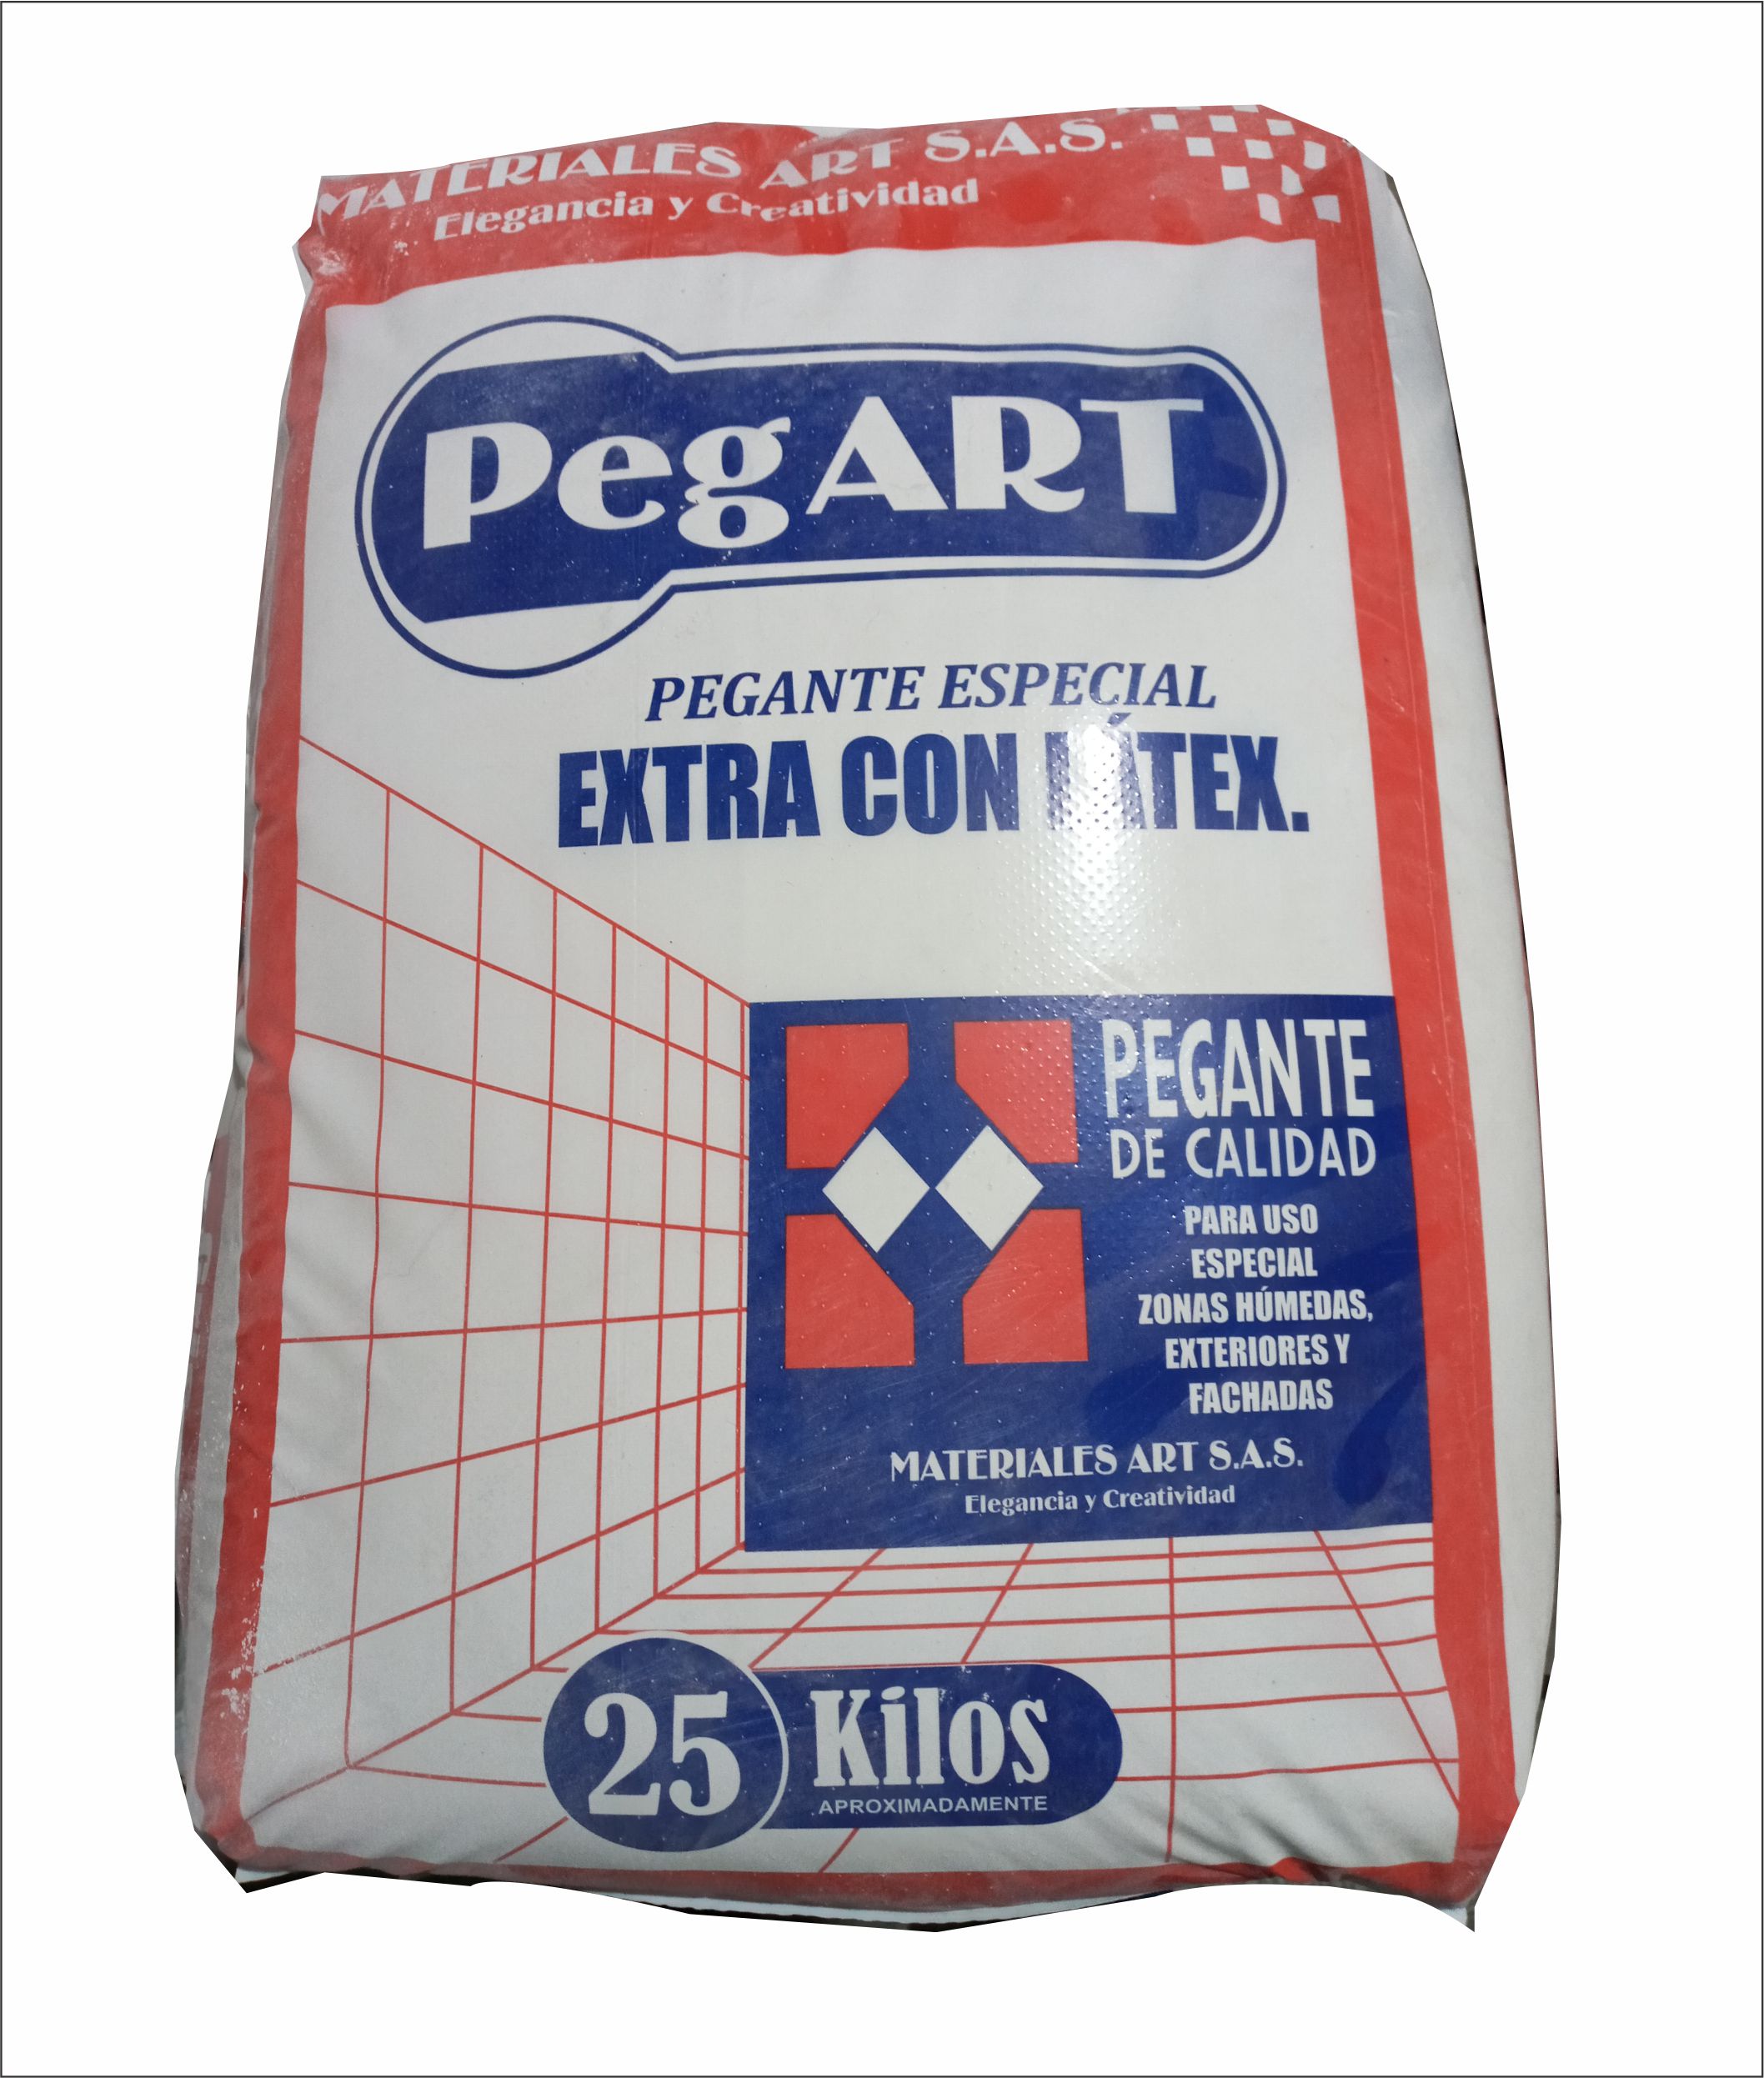 MATERIALES ART S.A.S.
Elegancia y Creatividad
PegART
PEGANTE ESPECIAL
EXTRA CON LÁTEX.
PEGANTE
DE CALIDAD
PARA USO
ESPECIAL
ZONAS HÚMEDAS,
EXTERIORES Y
FACHADAS
MATERIALES ART S.A.S.
Elegancia y Creatividad
25 Kilos
APROXIMADAMENTE